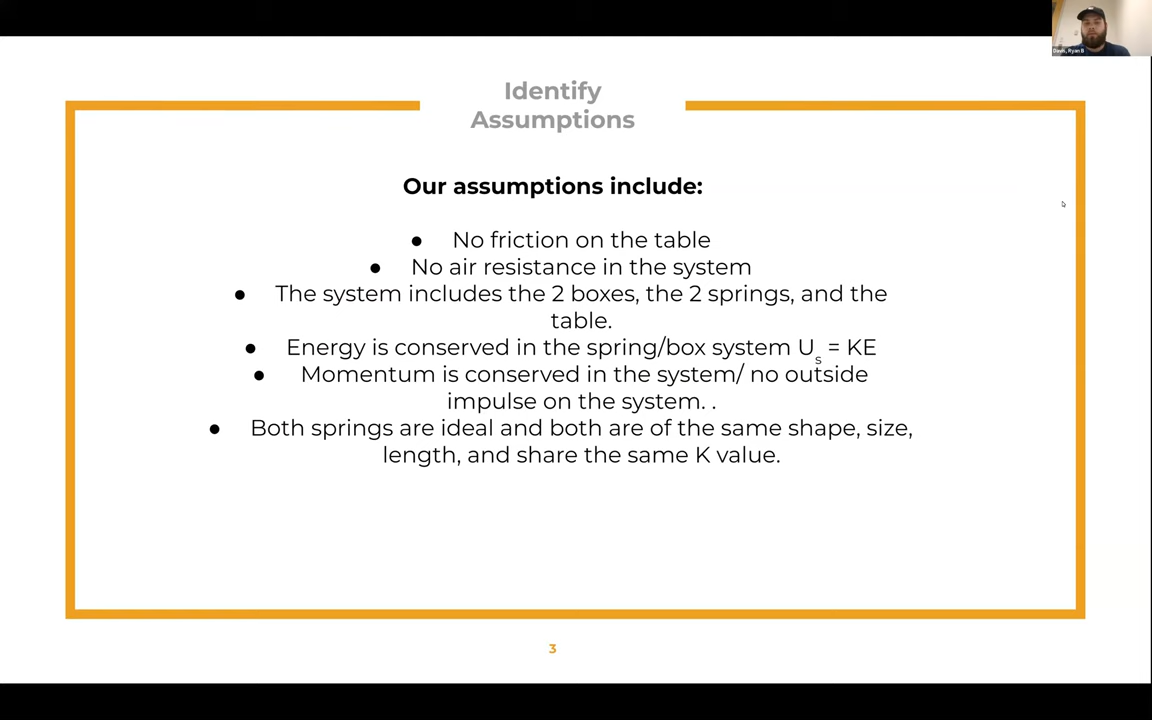 Davis, Ryan B
Identify
Assumptions
Our assumptions include:
● No friction on the table
● No air resistance in the system
● The system includes the 2 boxes, the 2 springs, and the
table.
● Energy is conserved in the spring/box system Uₛ = KE
● Momentum is conserved in the system/ no outside
impulse on the system. .
● Both springs are ideal and both are of the same shape, size,
length, and share the same K value.
3